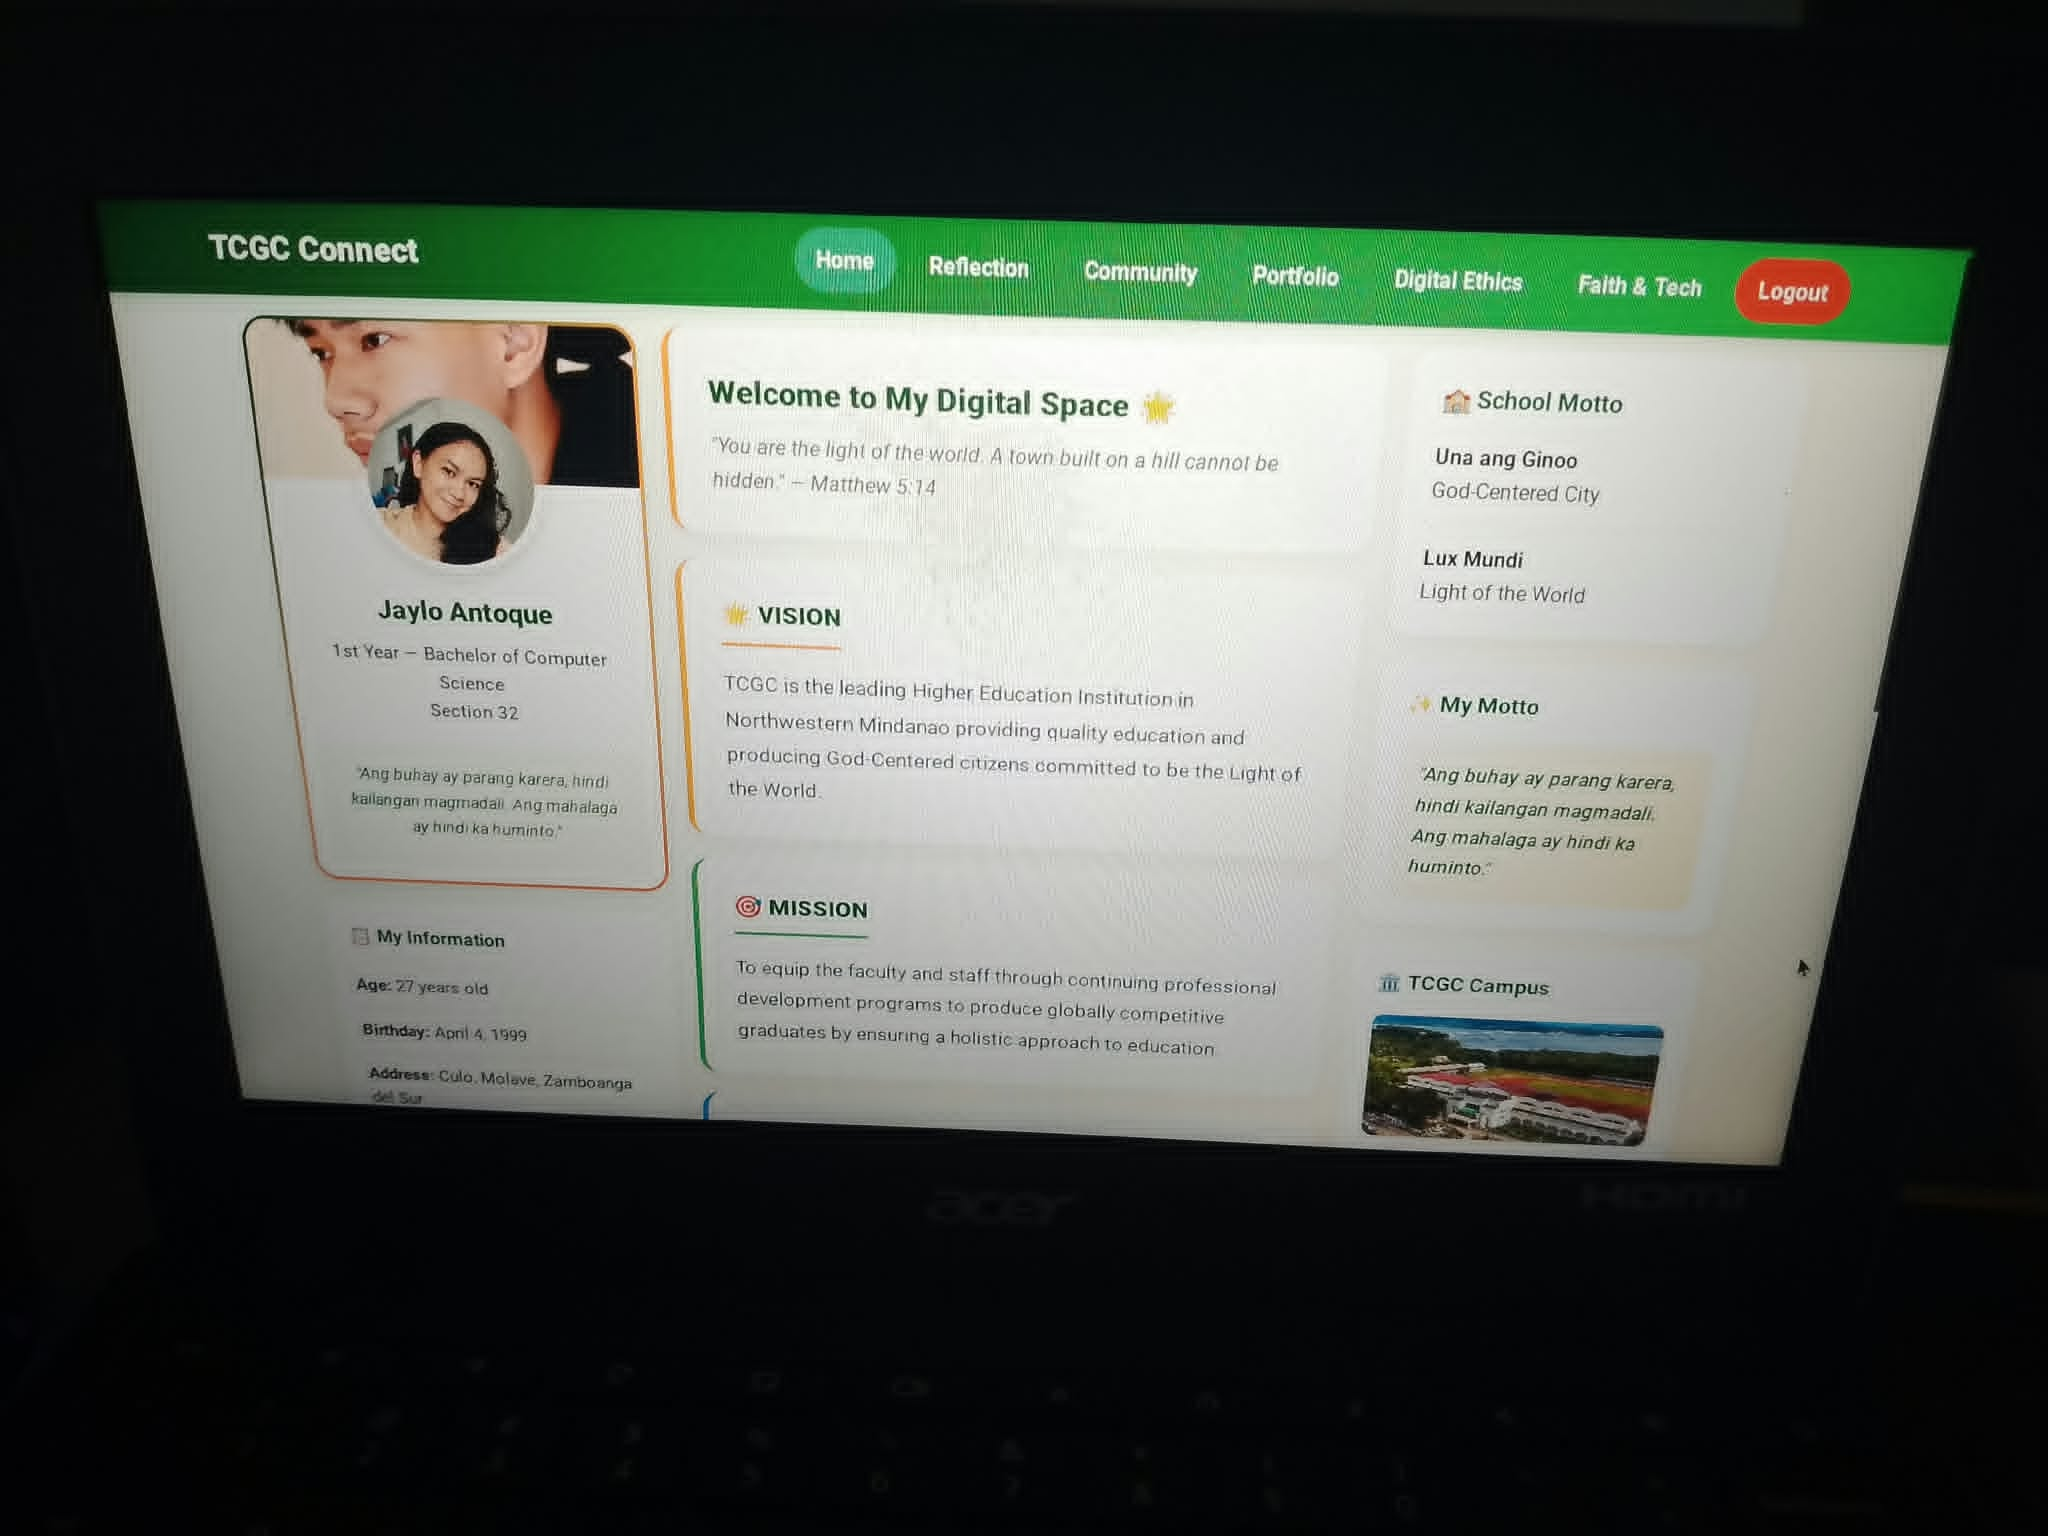 TCGC Connect
Home
Reflection
Community
Portfolio
Digital Ethics
Faith & Tech
Logout
Jaylo Antoque
1st Year – Bachelor of Computer
Science
Section 32
"Ang buhay ay parang karera, hindi
kailangan magmadali. Ang mahalaga
ay hindi ka huminto."
My Information
Age: 27 years old
Birthday: April 4, 1999
Address: Culo, Molave, Zamboanga
del Sur
Welcome to My Digital Space
"You are the light of the world. A town built on a hill cannot be
hidden." – Matthew 5:14
VISION
TCGC is the leading Higher Education Institution in
Northwestern Mindanao providing quality education and
producing God-Centered citizens committed to be the Light of
the World.
MISSION
To equip the faculty and staff through continuing professional
development programs to produce globally competitive
graduates by ensuring a holistic approach to education.
School Motto
Una ang Ginoo
God-Centered City
Lux Mundi
Light of the World
My Motto
"Ang buhay ay parang karera,
hindi kailangan magmadali.
Ang mahalaga ay hindi ka
huminto."
TCGC Campus
acer
HDMI